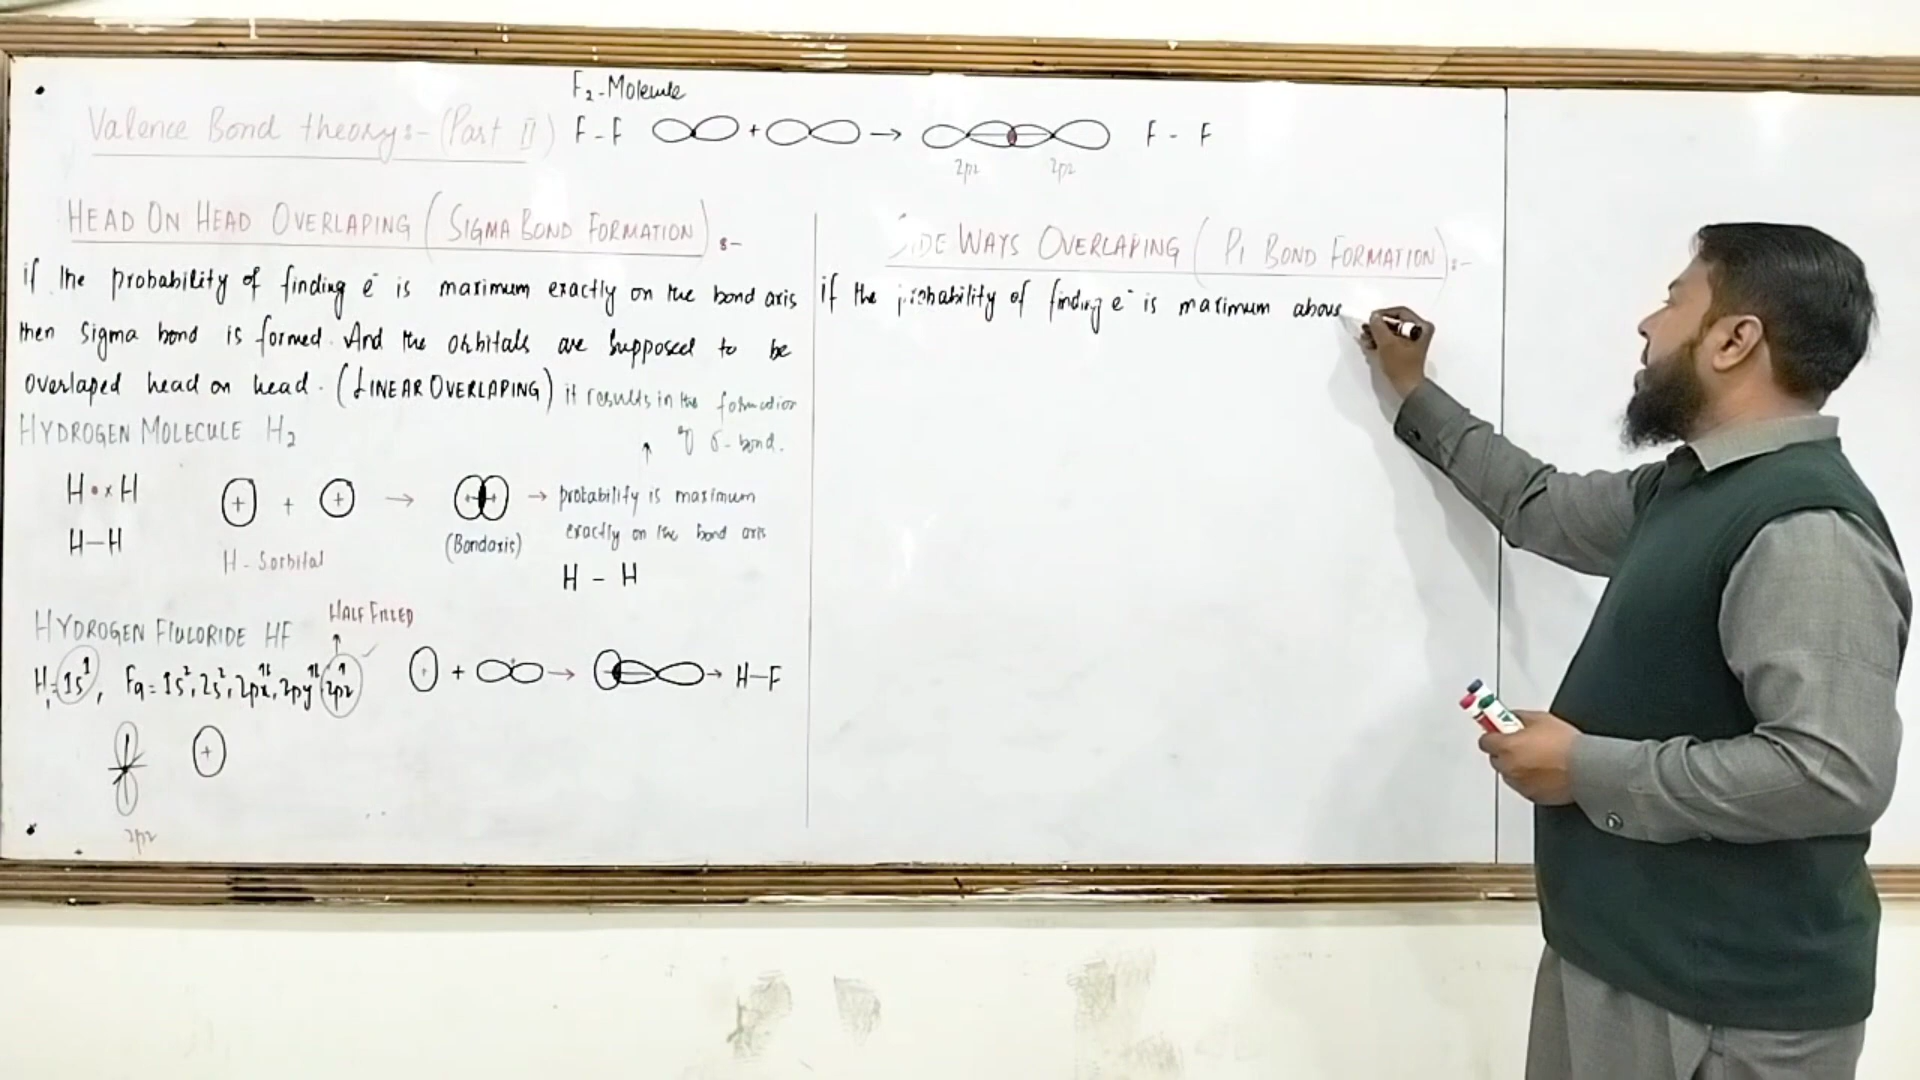 F₂-Molecule
Valence Bond theory:- (Part II) F-F + → F - F
2pz 2pz
HEAD ON HEAD OVERLAPING (SIGMA BOND FORMATION) :-
if the probability of finding e⁻ is maximum exactly on the bond axis
then Sigma bond is formed. And the orbitals are supposed to be
overlaped head on head. (LINEAR OVERLAPING) it results in the formation
↑ of σ-bond.
HYDROGEN MOLECULE H₂
H•×H + + + → ++ → probability is maximum
exactly on the bond axis
H—H (Bondaxis)
H - Sorbital
H - H
HALF FILLED
HYDROGEN FlULORIDE HF ↑
H₁=1s¹, F₉=1s², 2s², 2px⥮, 2py⥮ 2pz↿ + + → → H—F
+
2pz
SIDE WAYS OVERLAPING (PI BOND FORMATION) :-
if the probability of finding e⁻ is maximum above